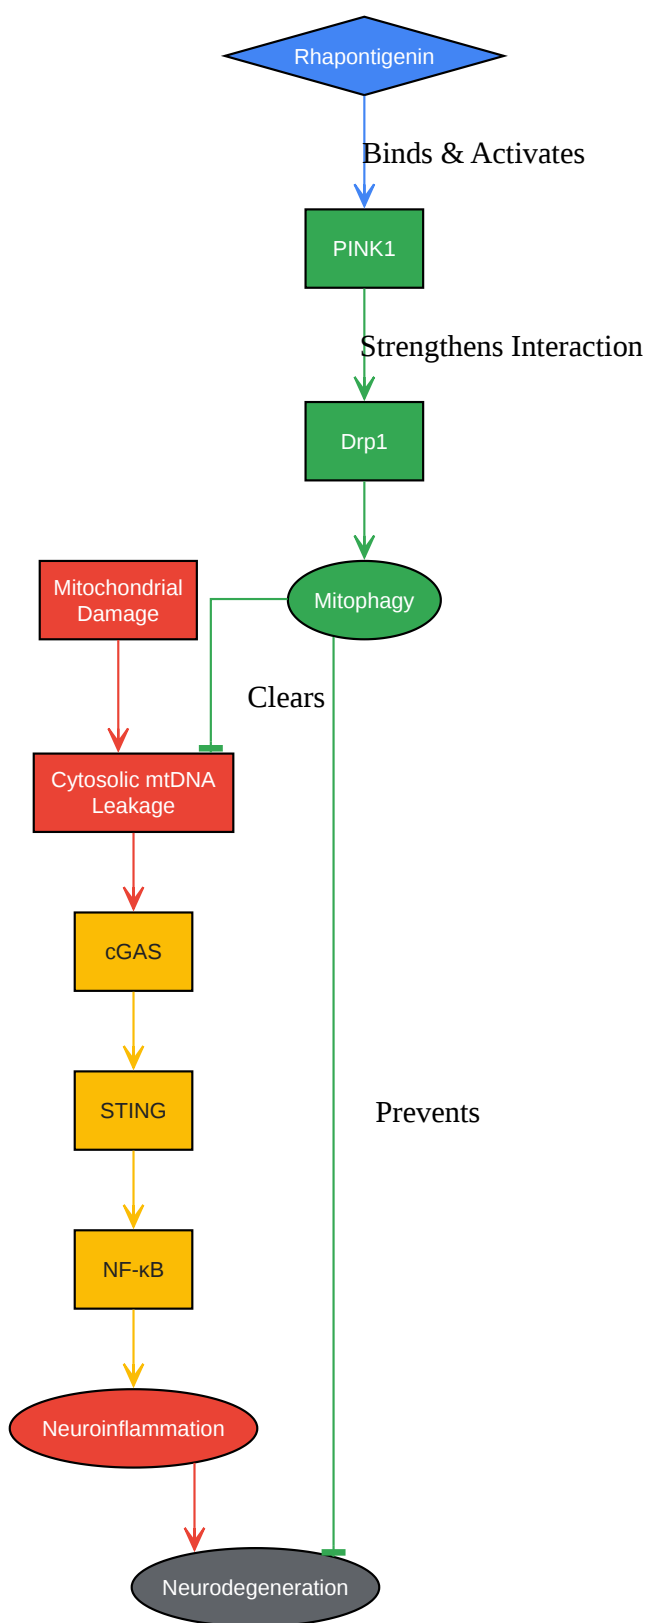 Rhapontigenin
Binds & Activates
PINK1
Strengthens Interaction
Drp1
Mitochondrial
Damage
Mitophagy
Clears
Cytosolic mtDNA
Leakage
cGAS
STING
Prevents
NF-κB
Neuroinflammation
Neurodegeneration